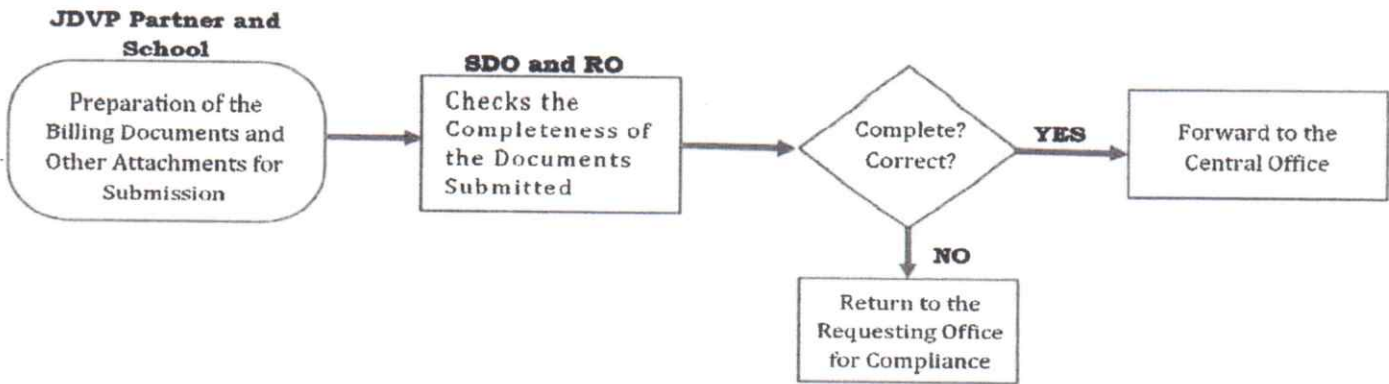 JDVP Partner and
School
Preparation of the
Billing Documents and
Other Attachments for
Submission
SDO and RO
Checks the
Completeness of
the Documents
Submitted
Complete?
Correct?
YES
Forward to the
Central Office
NO
Return to the
Requesting Office
for Compliance